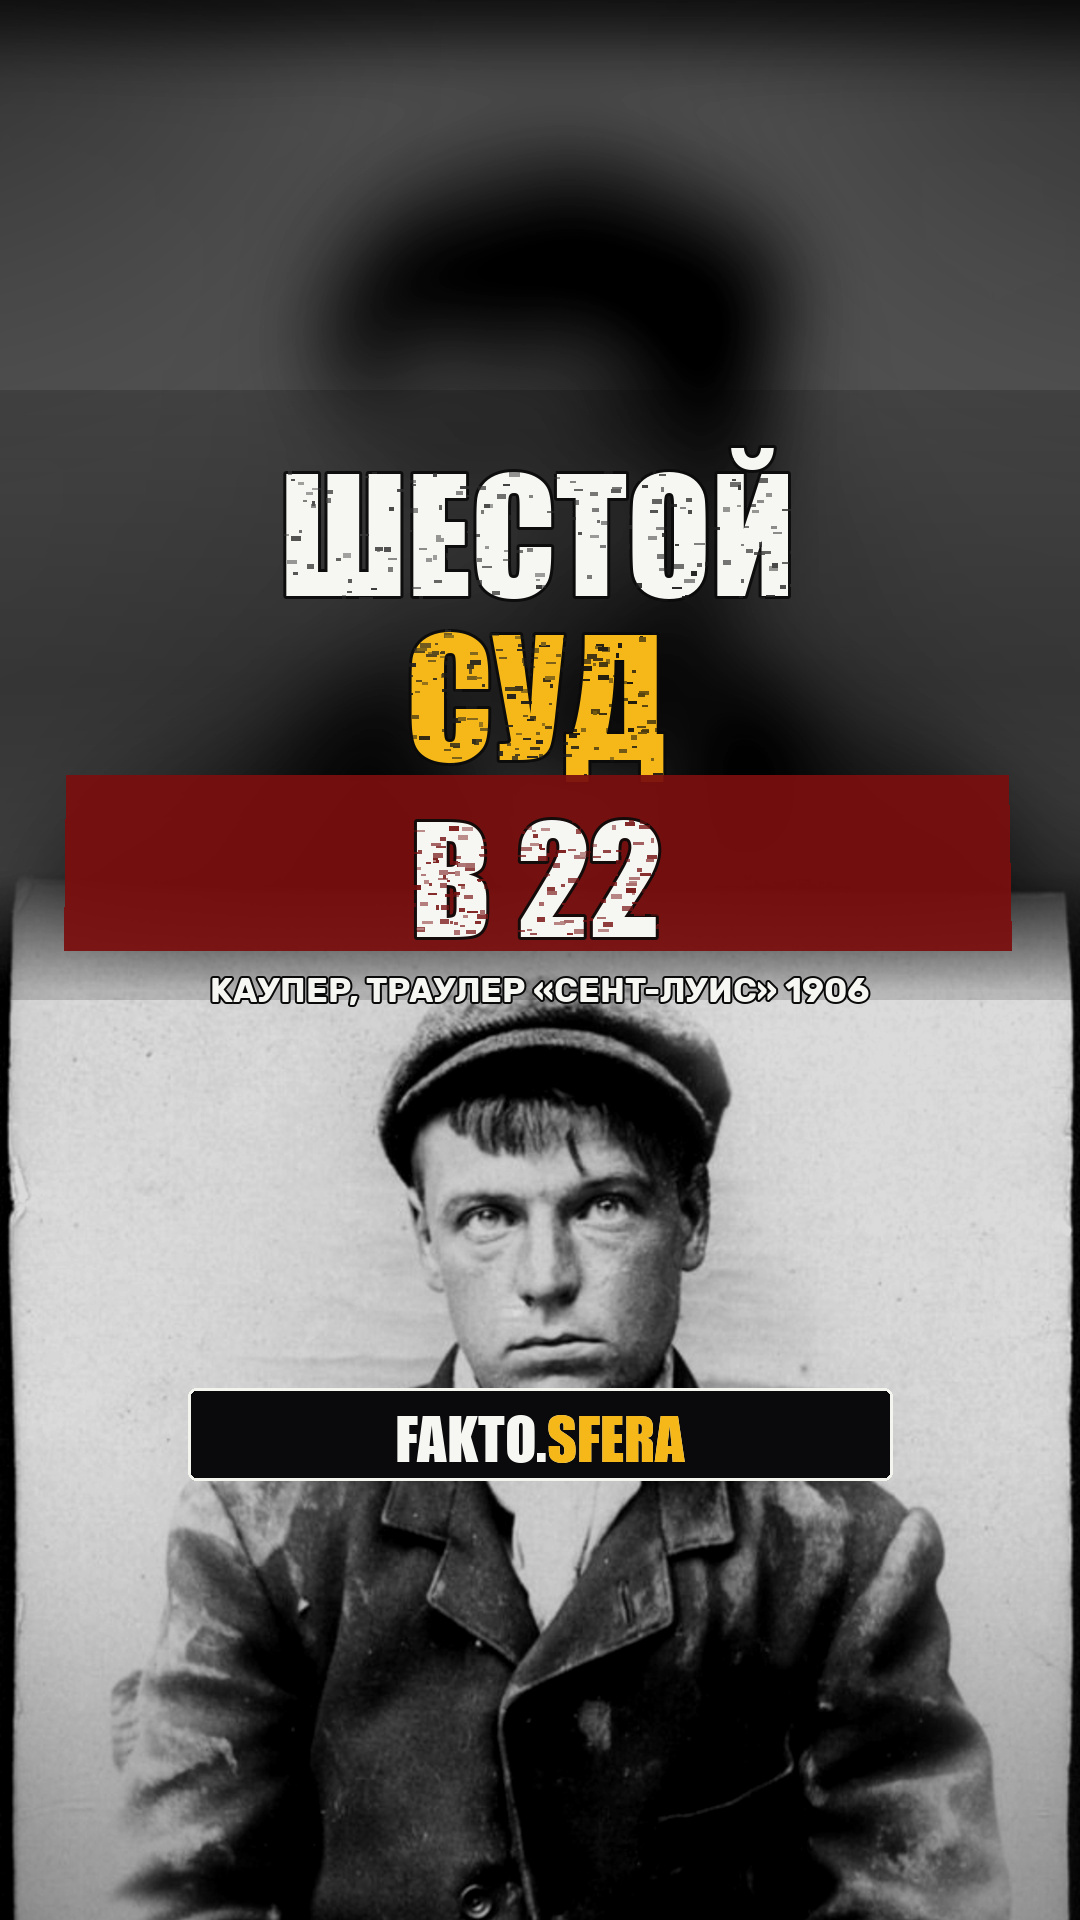 ШЕСТОЙ
СУД
В 22
КАУПЕР, ТРАУЛЕР «СЕНТ-ЛУИС» 1906
FAKTO.SFERA